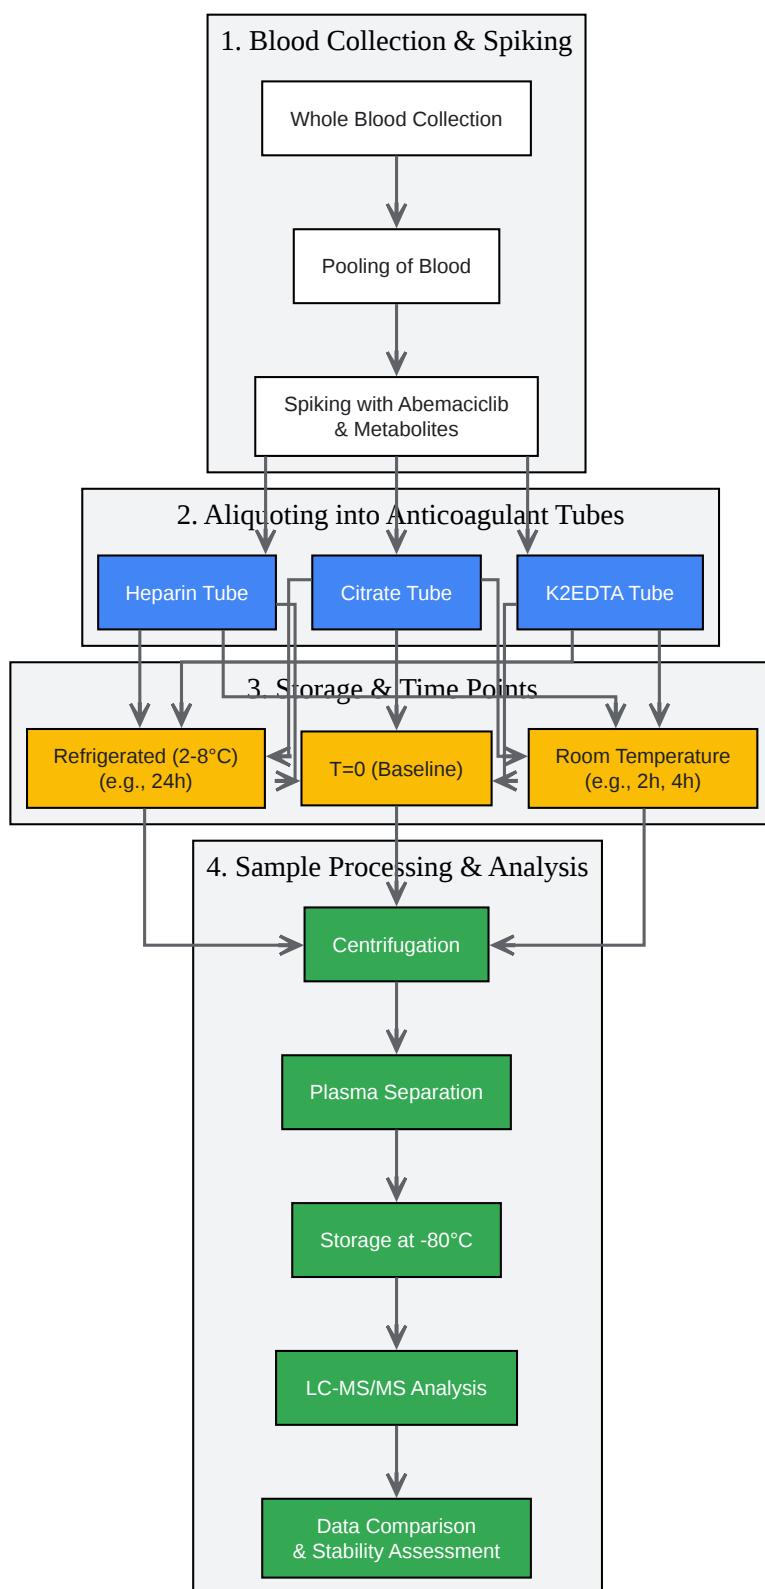 1. Blood Collection & Spiking
Whole Blood Collection
Pooling of Blood
Spiking with Abemaciclib
& Metabolites
2. Aliquoting into Anticoagulant Tubes
Heparin Tube
Citrate Tube
K2EDTA Tube
3. Storage & Time Points
Refrigerated (2-8°C)
(e.g., 24h)
T=0 (Baseline)
Room Temperature
(e.g., 2h, 4h)
4. Sample Processing & Analysis
Centrifugation
Plasma Separation
Storage at -80°C
LC-MS/MS Analysis
Data Comparison
& Stability Assessment